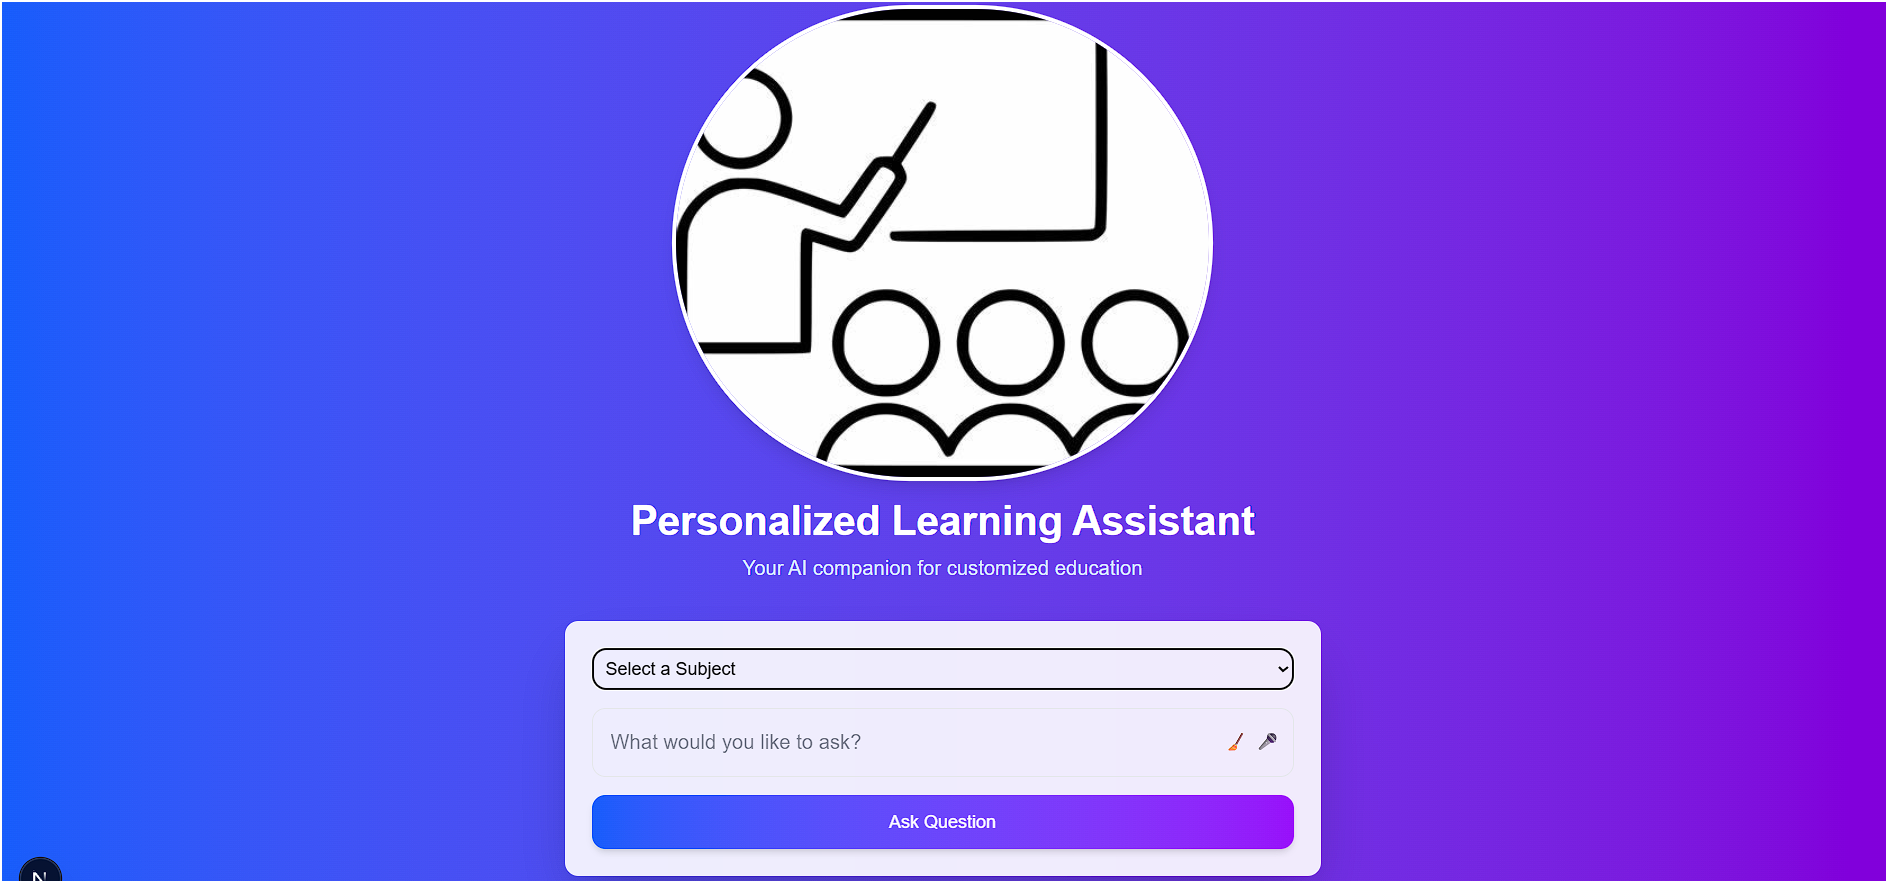 Personalized Learning Assistant
Your AI companion for customized education
Select a Subject
What would you like to ask?
Ask Question
N